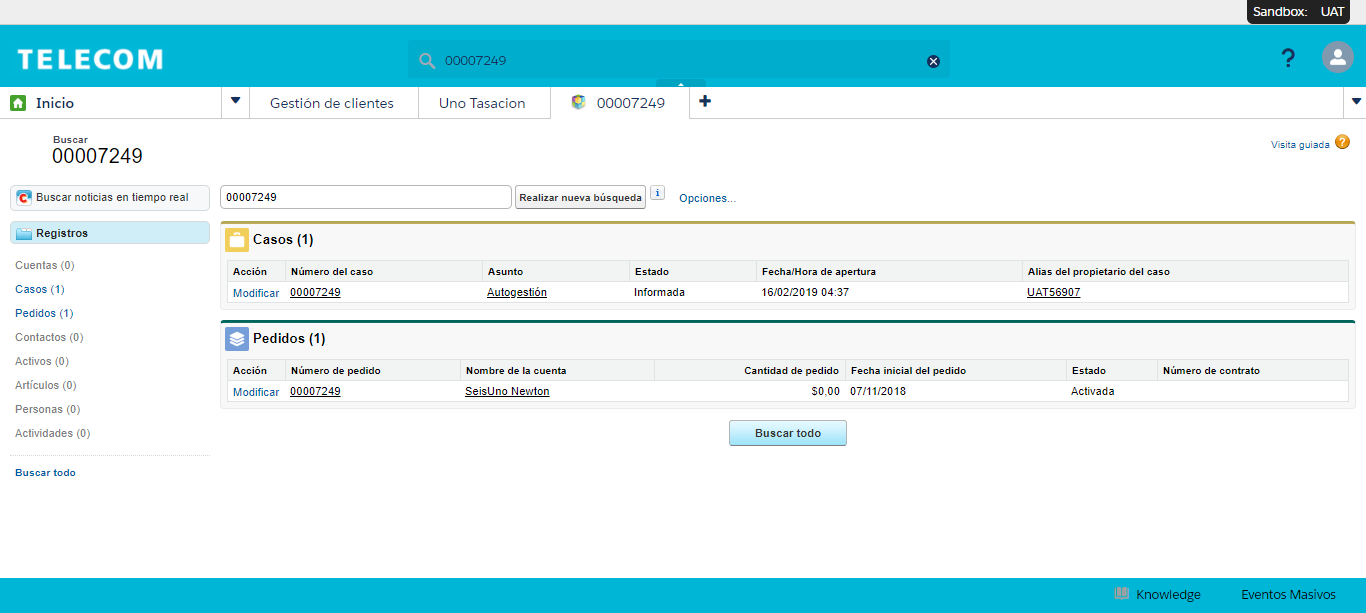 Sandbox: UAT
TELECOM
00007249
?
Inicio
Gestión de clientes
Uno Tasacion
00007249
Buscar
00007249
Visita guiada ?
Buscar noticias en tiempo real
00007249
Realizar nueva búsqueda
i
Opciones...
Registros
Cuentas (0)
Casos (1)
Pedidos (1)
Contactos (0)
Activos (0)
Artículos (0)
Personas (0)
Actividades (0)
Buscar todo
Casos (1)
Acción Número del caso Asunto Estado Fecha/Hora de apertura Alias del propietario del caso
Modificar 00007249 Autogestión Informada 16/02/2019 04:37 UAT56907
Pedidos (1)
Acción Número de pedido Nombre de la cuenta Cantidad de pedido Fecha inicial del pedido Estado Número de contrato
Modificar 00007249 SeisUno Newton $0,00 07/11/2018 Activada
Buscar todo
Knowledge Eventos Masivos